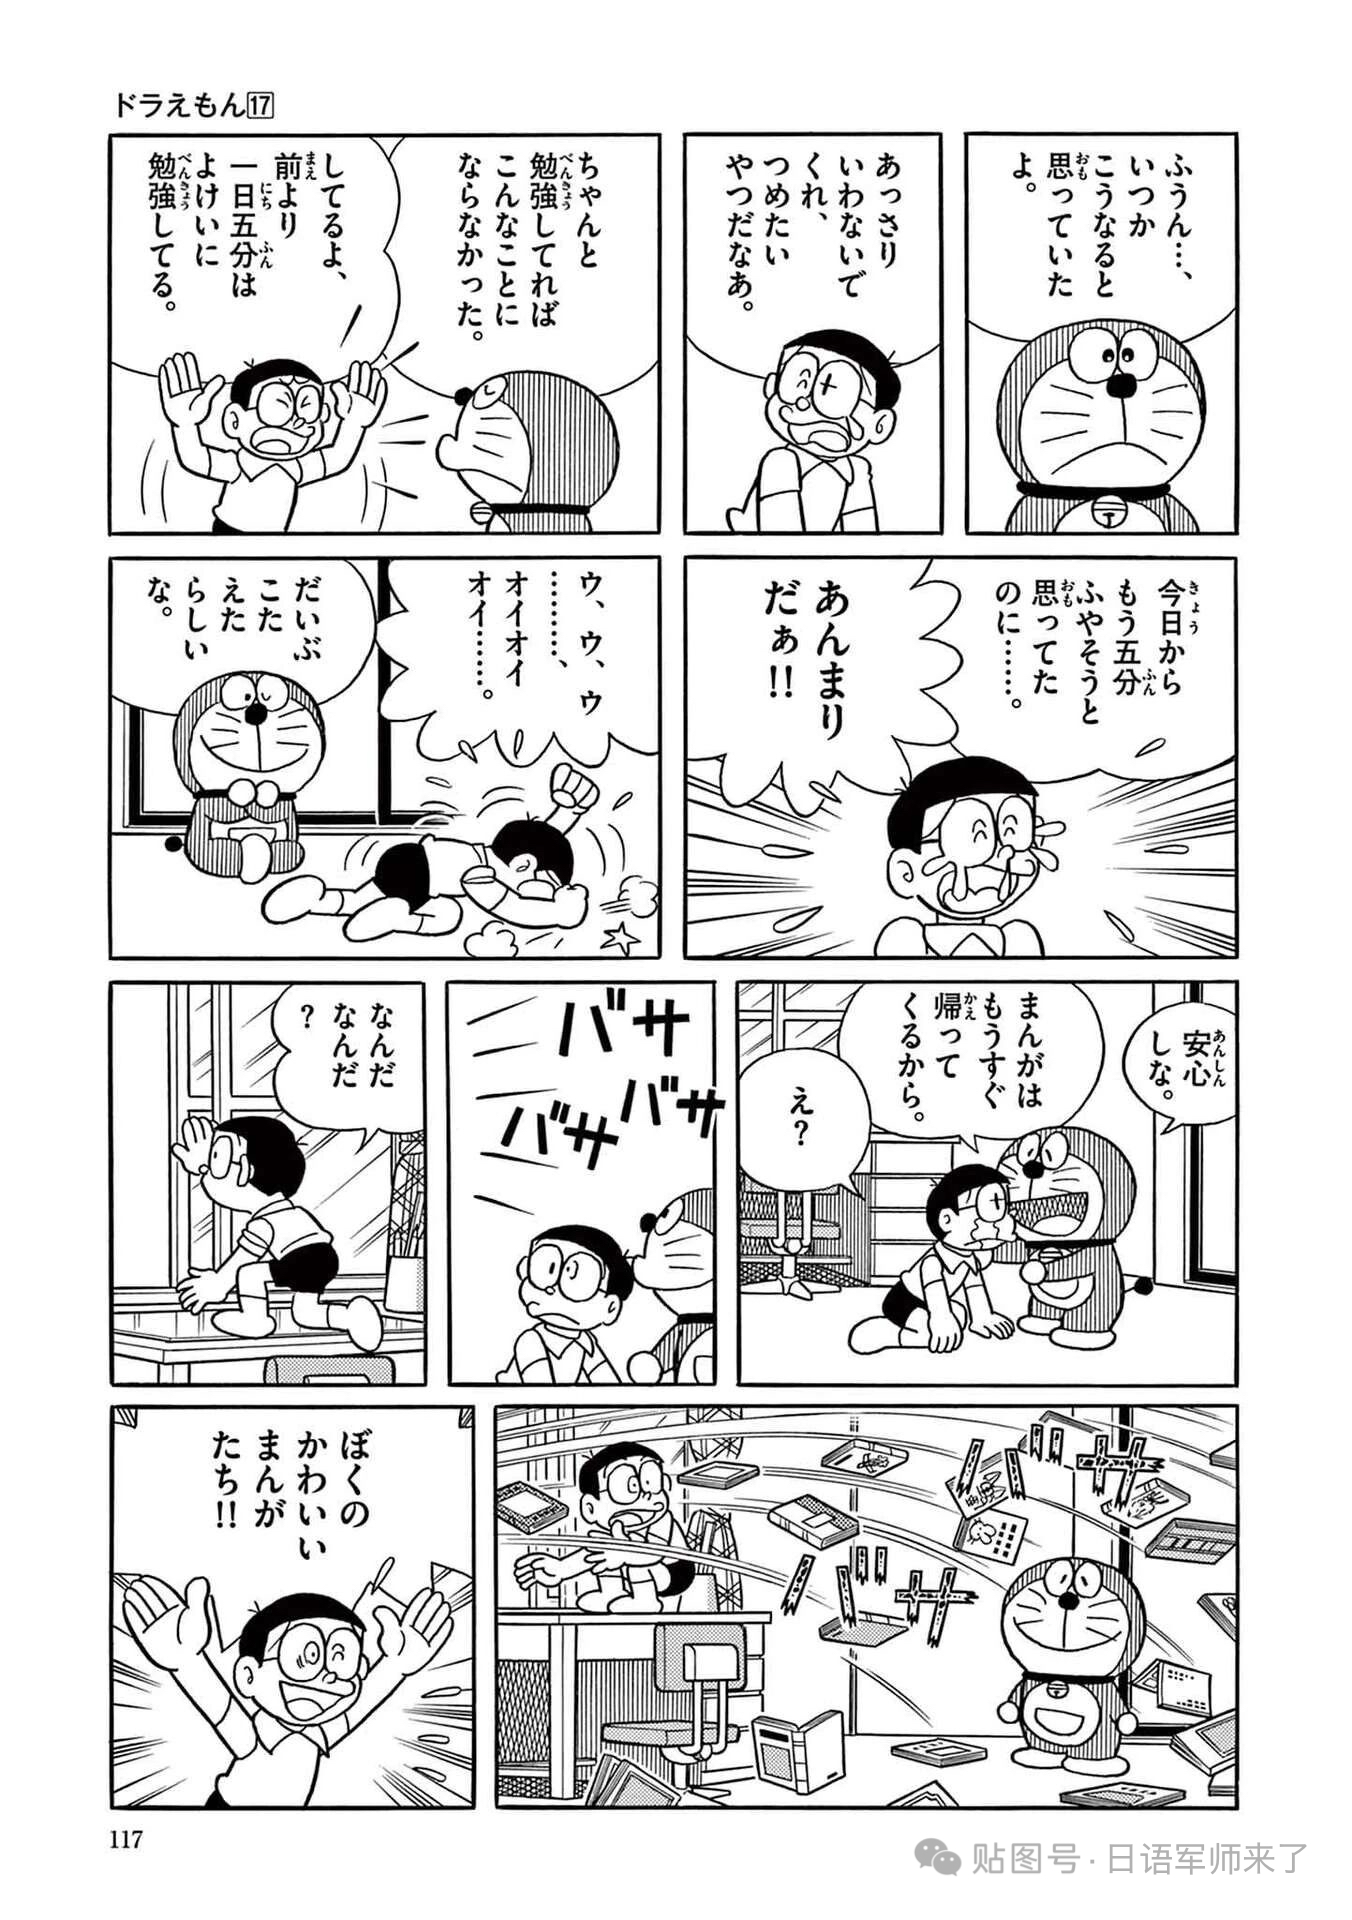 ドラえもん17
ふうん…、
いつか
こうなると
思っていた
よ。
あっさり
いわないで
くれ、
つめたい
やつだなあ。
ちゃんと
勉強してれば
こんなことに
ならなかった。
してるよ、
前より
一日五分は
よけいに
勉強してる。
今日から
もう五分
ふやそうと
思ってた
のに……。
あんまり
だぁ!!
ウ、ウ、ウ
………、
オイオイ
オイ……。
だいぶ
こた
えた
らしい
な。
安心
しな。
まんがは
もうすぐ
帰って
くるから。
え?
バサ
バサ
バサ
なんだ
なんだ
?
バサ
バサ
ぼくの
かわいい
まんが
たち!!
117
贴图号·日语军师来了